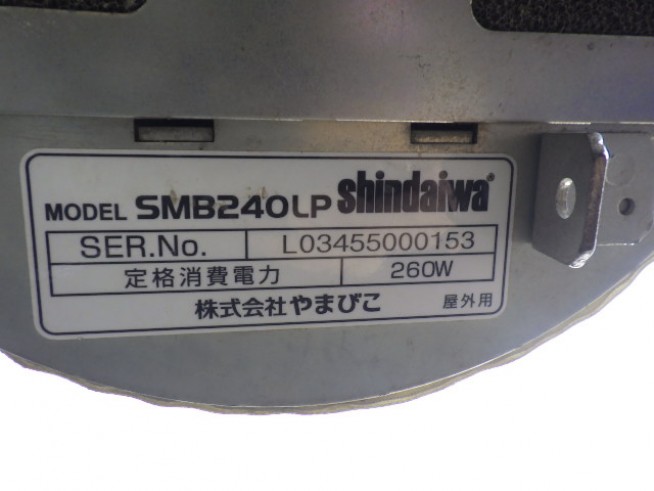 MODEL SMB240LP shindaiwa®
SER.No. L03455000153
定格消費電力 260W
株式会社やまびこ 屋外用